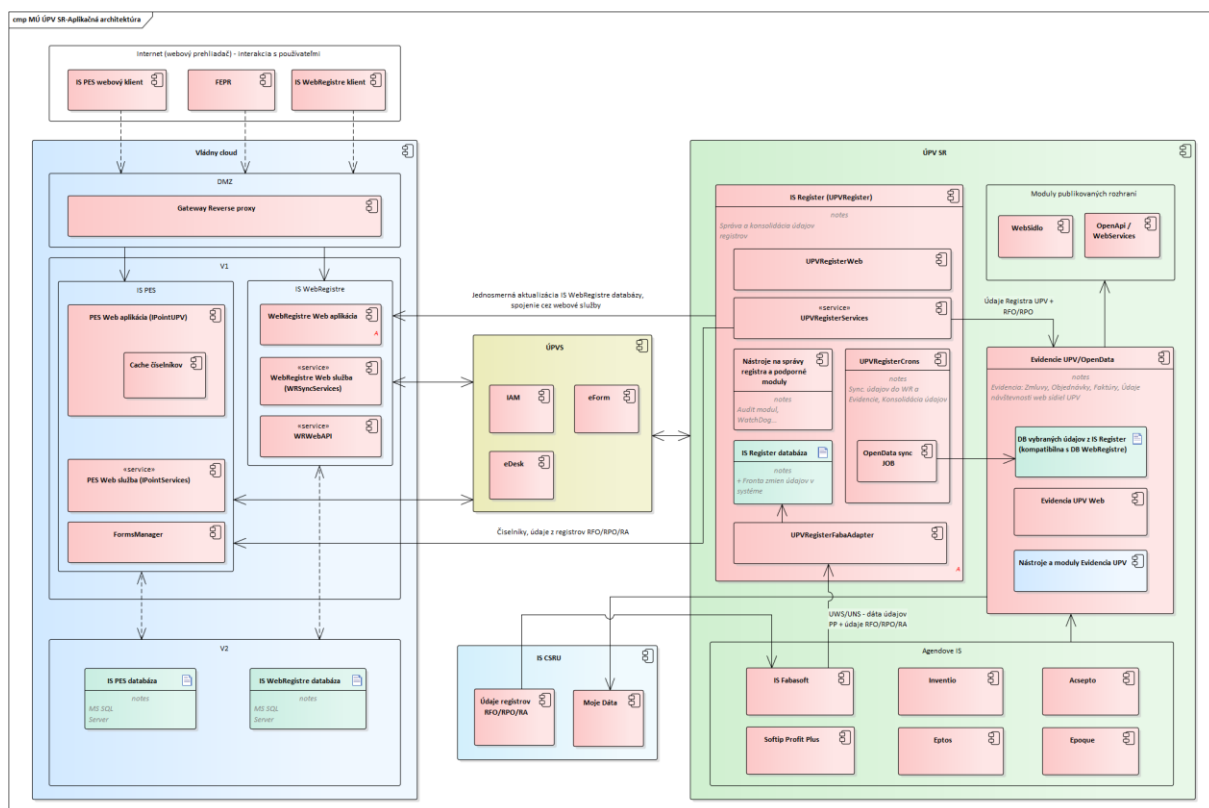 cmp MÚ ÚPV SR-Aplikačná architektúra
Internet (webový prehliadač) - interakcia s používateľmi
IS PES webový klient
FEPR
IS WebRegistre klient
Vládny cloud
DMZ
Gateway Reverse proxy
V1
IS PES
PES Web aplikácia (IPointUPV)
Cache číselníkov
«service»
PES Web služba (IPointServices)
FormsManager
IS WebRegistre
WebRegistre Web aplikácia
A
«service»
WebRegistre Web služba
(WRSyncServices)
«service»
WRWebAPI
V2
IS PES databáza
notes
MS SQL
Server
IS WebRegistre databáza
notes
MS SQL
Server
Jednosmerná aktualizácia IS WebRegistre databázy,
spojenie cez webové služby
ÚPVS
IAM
eForm
eDesk
Číselníky, údaje z registrov RFO/RPO/RA
IS CSRU
Údaje registrov
RFO/RPO/RA
Moje Dáta
ÚPV SR
IS Register (UPVRegister)
notes
Správa a konsolidácia údajov
registrov
UPVRegisterWeb
«service»
UPVRegisterServices
Nástroje na správy
registra a podporné
moduly
notes
Audit modul,
WatchDog...
UPVRegisterCrons
notes
Sync. údajov do WR a
Evidencie, Konsolidácia údajov
OpenData sync
JOB
IS Register databáza
notes
+ Fronta zmien údajov v
systéme
UPVRegisterFabaAdapter
A
UWS/UNS - dáta údajov
PP + údaje RFO/RPO/RA
Moduly publikovaných rozhraní
WebSidlo
OpenApi /
WebServices
Údaje Registra UPV +
RFO/RPO
Evidencie UPV/OpenData
notes
Evidencia: Zmluvy, Objednávky, Faktúry, Údaje
návštevnosti web sídiel UPV
DB vybraných údajov z IS Register
(kompatibilna s DB WebRegistre)
Evidencia UPV Web
Nástroje a moduly Evidencia UPV
Agendove IS
IS Fabasoft
Inventio
Acsepto
Softip Profit Plus
Eptos
Epoque